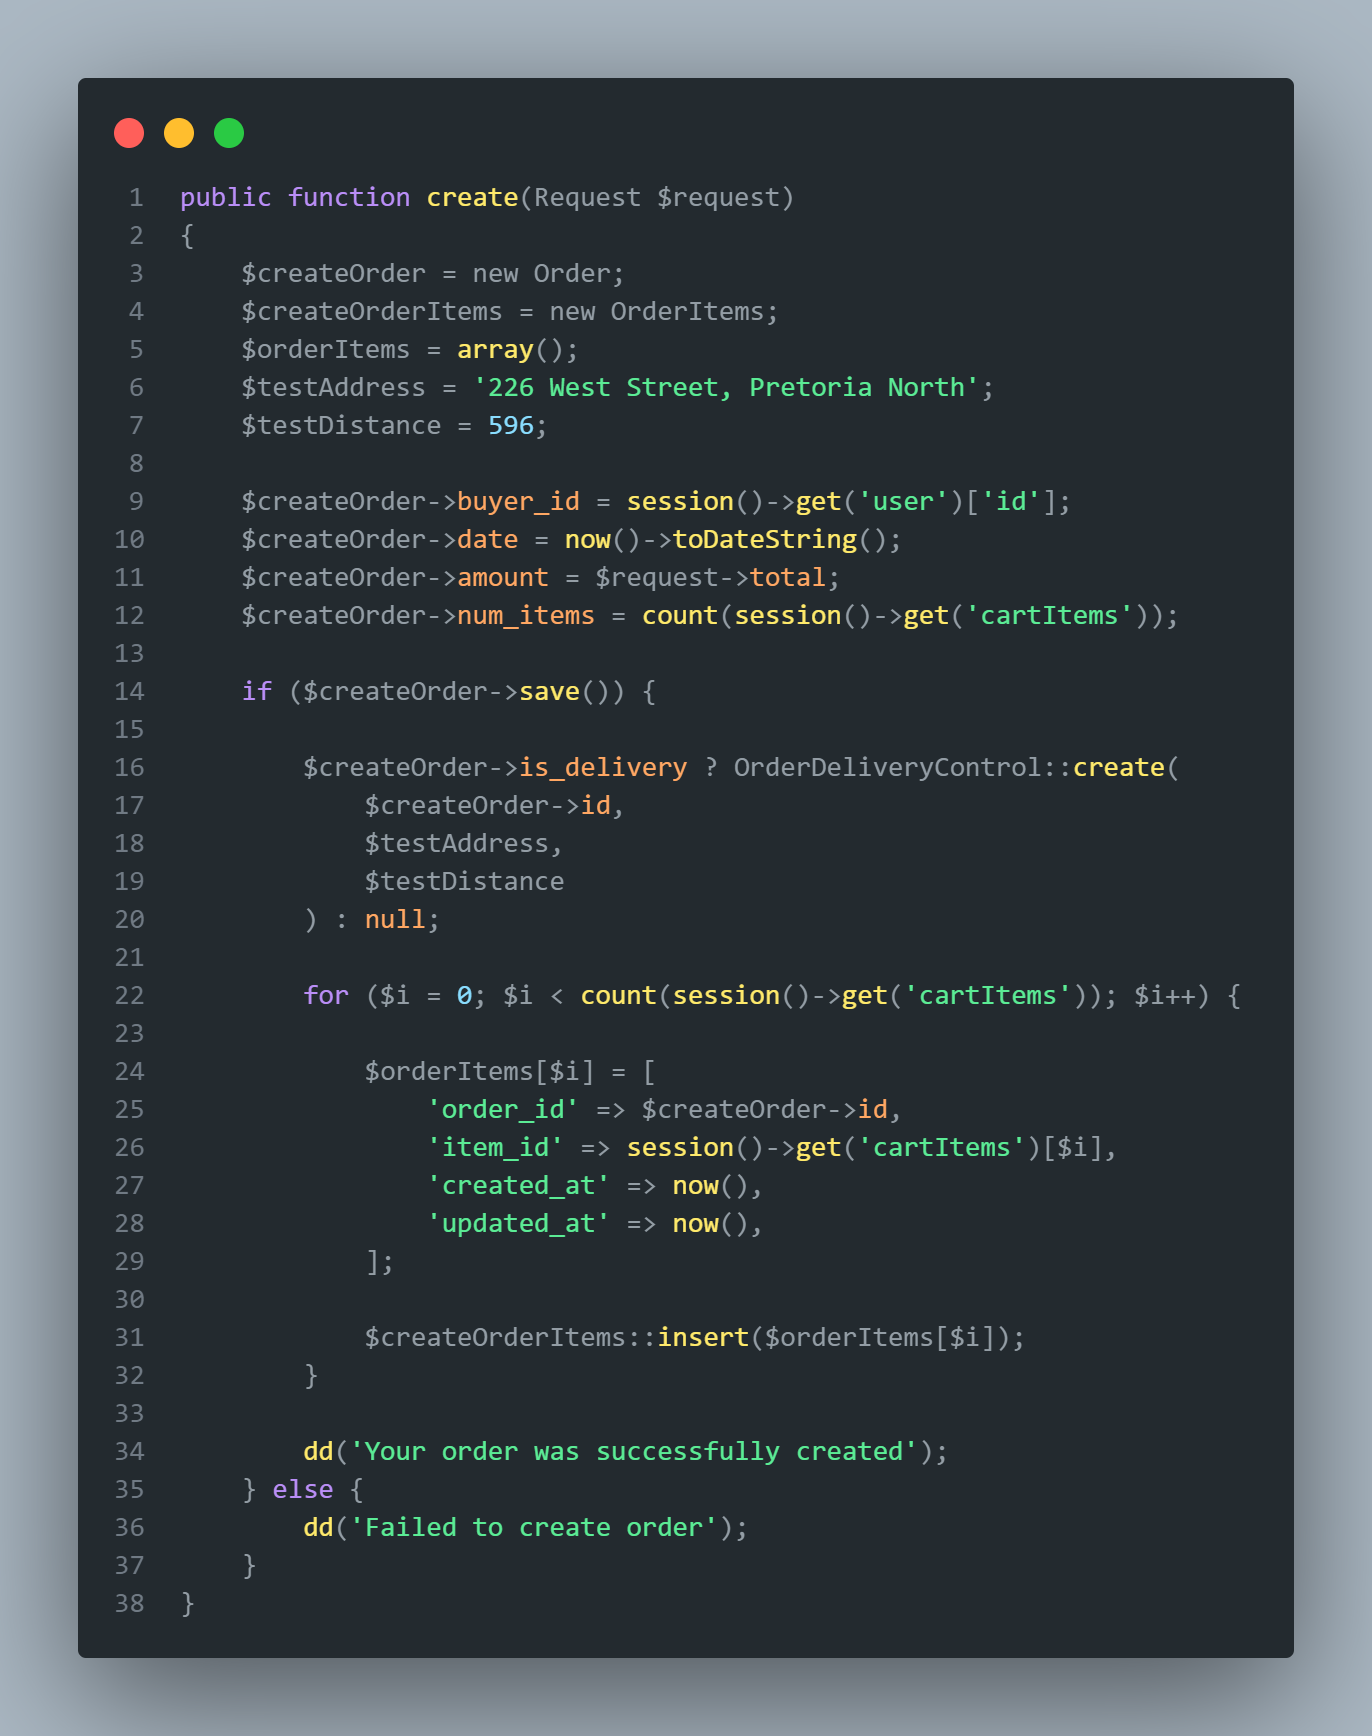 1 public function create(Request $request)
2 {
3     $createOrder = new Order;
4     $createOrderItems = new OrderItems;
5     $orderItems = array();
6     $testAddress = '226 West Street, Pretoria North';
7     $testDistance = 596;
8
9     $createOrder->buyer_id = session()->get('user')['id'];
10     $createOrder->date = now()->toDateString();
11     $createOrder->amount = $request->total;
12     $createOrder->num_items = count(session()->get('cartItems'));
13
14     if ($createOrder->save()) {
15
16         $createOrder->is_delivery ? OrderDeliveryControl::create(
17             $createOrder->id,
18             $testAddress,
19             $testDistance
20         ) : null;
21
22         for ($i = 0; $i < count(session()->get('cartItems')); $i++) {
23
24             $orderItems[$i] = [
25                 'order_id' => $createOrder->id,
26                 'item_id' => session()->get('cartItems')[$i],
27                 'created_at' => now(),
28                 'updated_at' => now(),
29             ];
30
31             $createOrderItems::insert($orderItems[$i]);
32         }
33
34         dd('Your order was successfully created');
35     } else {
36         dd('Failed to create order');
37     }
38 }